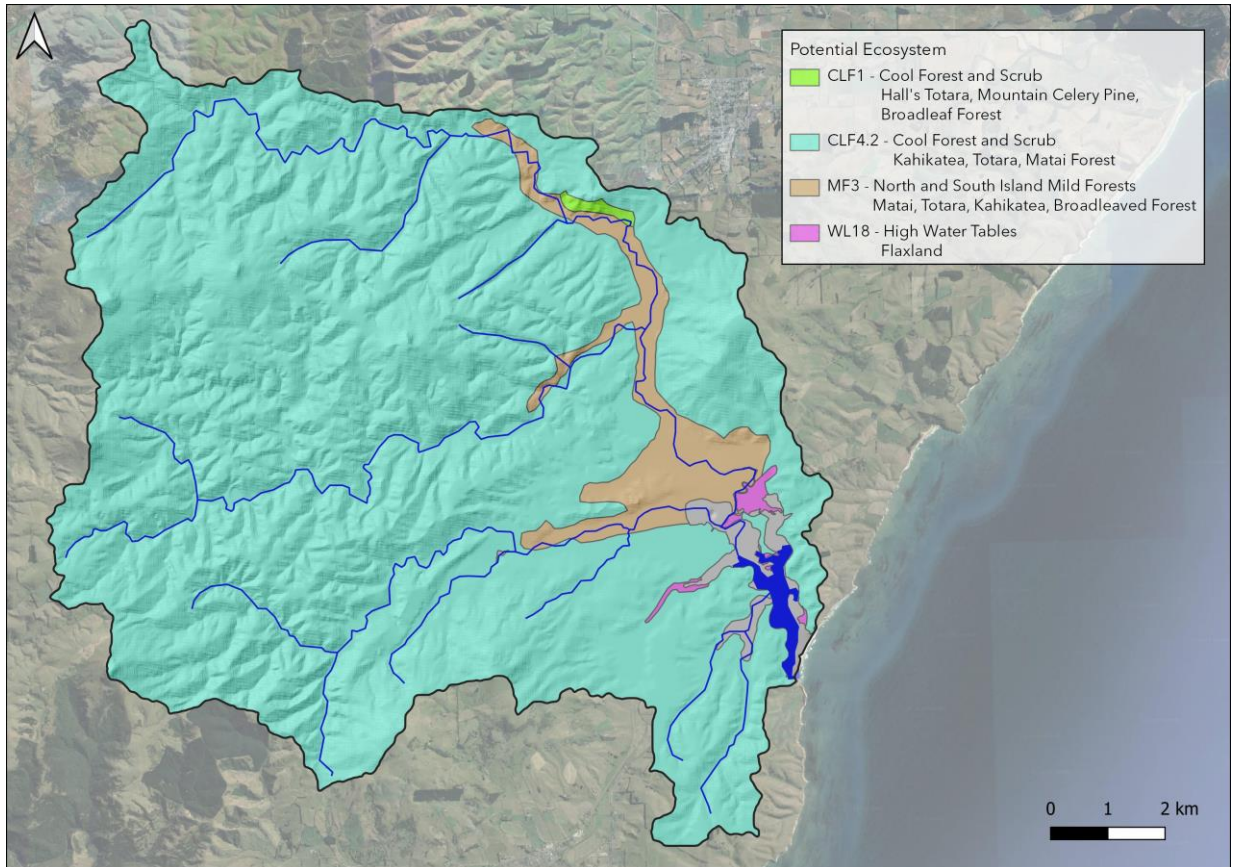 Potential Ecosystem
CLF1 - Cool Forest and Scrub
Hall's Totara, Mountain Celery Pine,
Broadleaf Forest
CLF4.2 - Cool Forest and Scrub
Kahikatea, Totara, Matai Forest
MF3 - North and South Island Mild Forests
Matai, Totara, Kahikatea, Broadleaved Forest
WL18 - High Water Tables
Flaxland
0 1 2 km